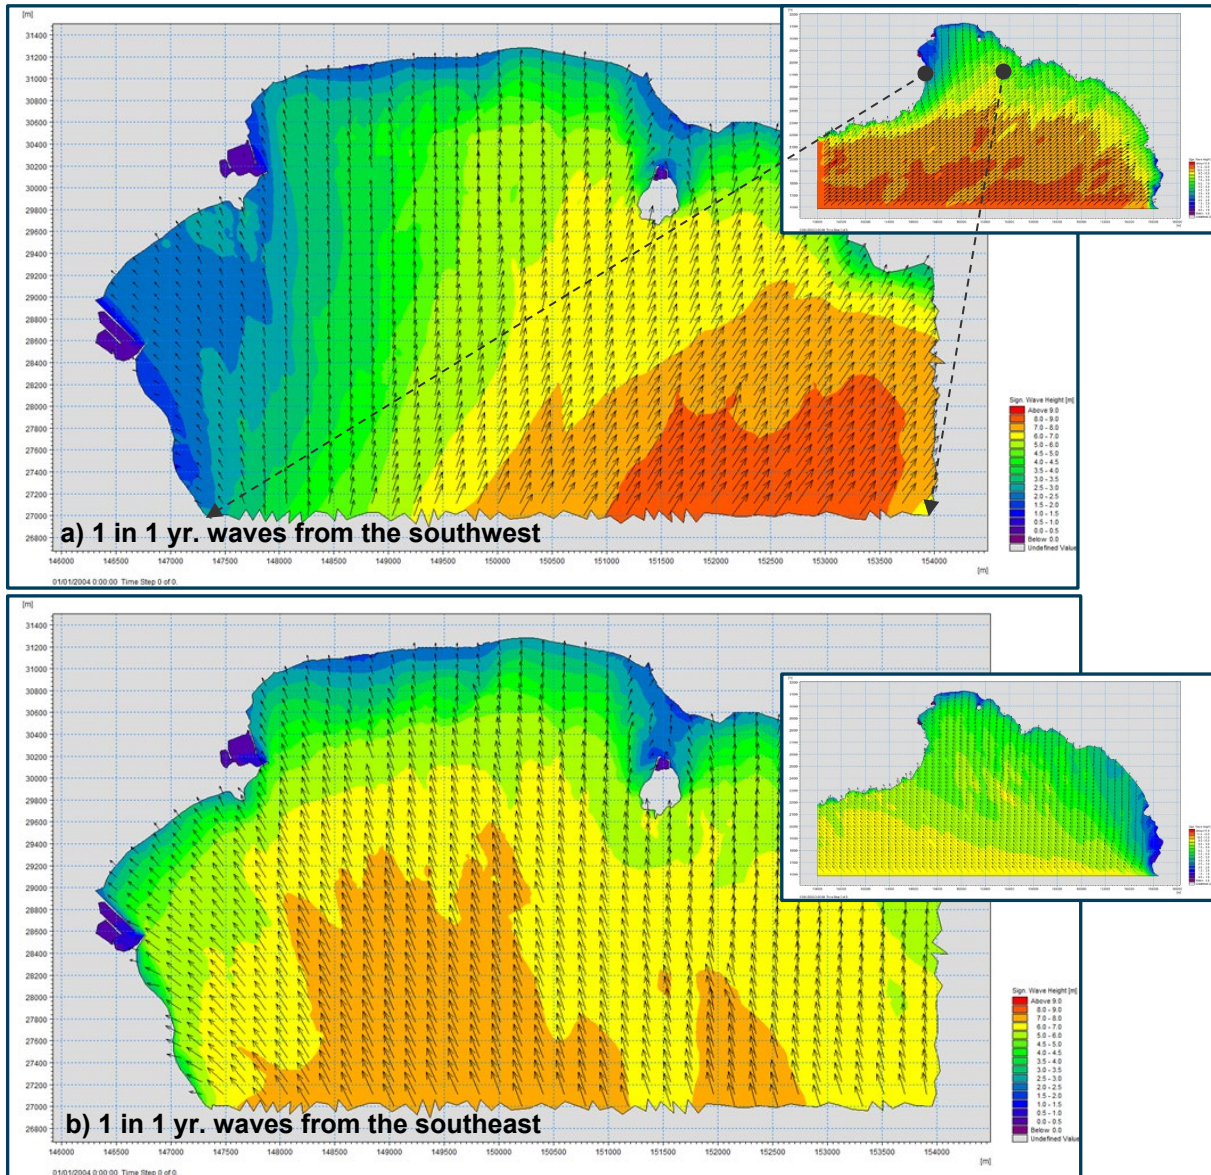 [m]
31400
31200
31000
30800
30600
30400
30200
30000
29800
29600
29400
29200
29000
28800
28600
28400
28200
28000
27800
27600
27400
27200
27000
26800
146000 146500 147000 147500 148000 148500 149000 149500 150000 150500 151000 151500 152000 152500 153000 153500 154000
[m]
a) 1 in 1 yr. waves from the southwest
01/01/2004 0:00:00 Time Step 0 of 0.
Sign. Wave Height [m]
Above 9.0
8.0 - 9.0
7.0 - 8.0
6.0 - 7.0
5.0 - 6.0
4.5 - 5.0
4.0 - 4.5
3.5 - 4.0
3.0 - 3.5
2.5 - 3.0
2.0 - 2.5
1.5 - 2.0
1.0 - 1.5
0.5 - 1.0
0.0 - 0.5
Below 0.0
Undefined Value
[m]
31400
31200
31000
30800
30600
30400
30200
30000
29800
29600
29400
29200
29000
28800
28600
28400
28200
28000
27800
27600
27400
27200
27000
26800
146000 146500 147000 147500 148000 148500 149000 149500 150000 150500 151000 151500 152000 152500 153000 153500 154000
[m]
b) 1 in 1 yr. waves from the southeast
01/01/2004 0:00:00 Time Step 0 of 0.
Sign. Wave Height [m]
Above 9.0
8.0 - 9.0
7.0 - 8.0
6.0 - 7.0
5.0 - 6.0
4.5 - 5.0
4.0 - 4.5
3.5 - 4.0
3.0 - 3.5
2.5 - 3.0
2.0 - 2.5
1.5 - 2.0
1.0 - 1.5
0.5 - 1.0
0.0 - 0.5
Below 0.0
Undefined Value